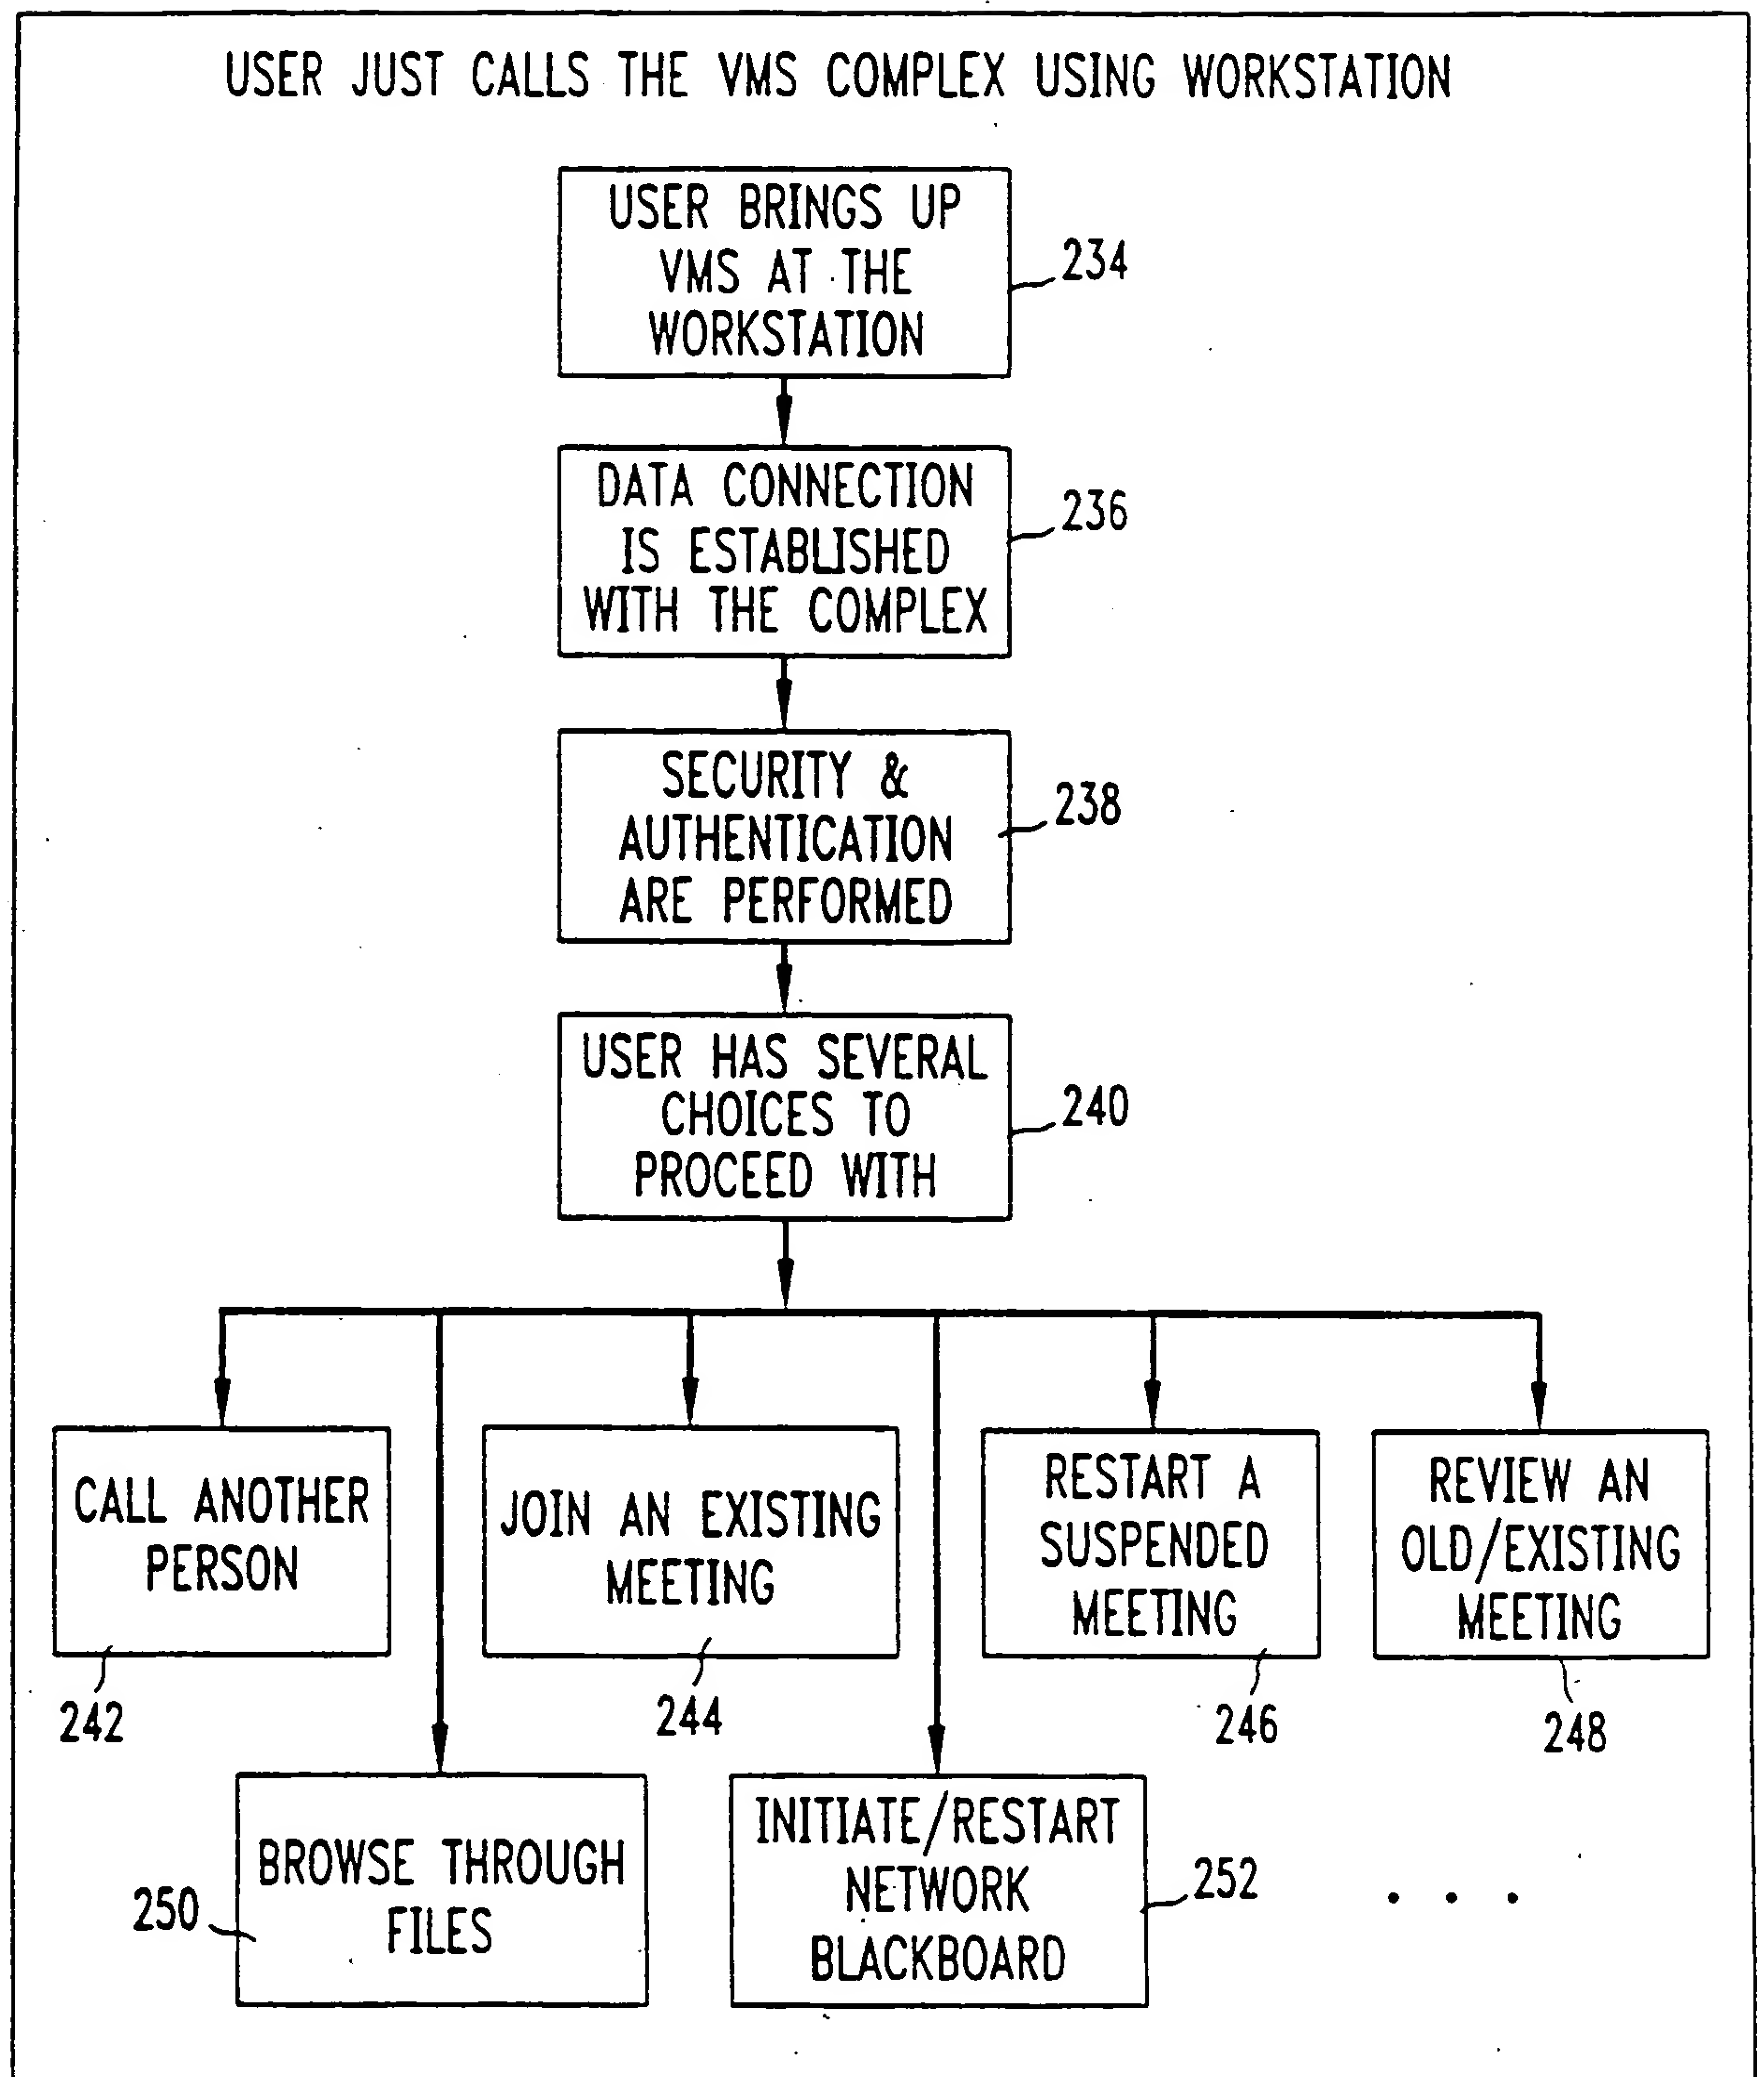 USER JUST CALLS THE VMS COMPLEX USING WORKSTATION
USER BRINGS UP
VMS AT THE
WORKSTATION
234
DATA CONNECTION
IS ESTABLISHED
WITH THE COMPLEX
236
SECURITY &
AUTHENTICATION
ARE PERFORMED
238
USER HAS SEVERAL
CHOICES TO
PROCEED WITH
240
CALL ANOTHER
PERSON
242
JOIN AN EXISTING
MEETING
244
RESTART A
SUSPENDED
MEETING
246
REVIEW AN
OLD/EXISTING
MEETING
248
BROWSE THROUGH
FILES
250
INITIATE/RESTART
NETWORK
BLACKBOARD
252
. . .